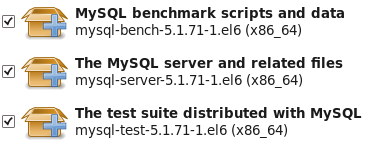 MySQL benchmark scripts and data
mysql-bench-5.1.71-1.el6 (x86_64)
The MySQL server and related files
mysql-server-5.1.71-1.el6 (x86_64)
The test suite distributed with MySQL
mysql-test-5.1.71-1.el6 (x86_64)